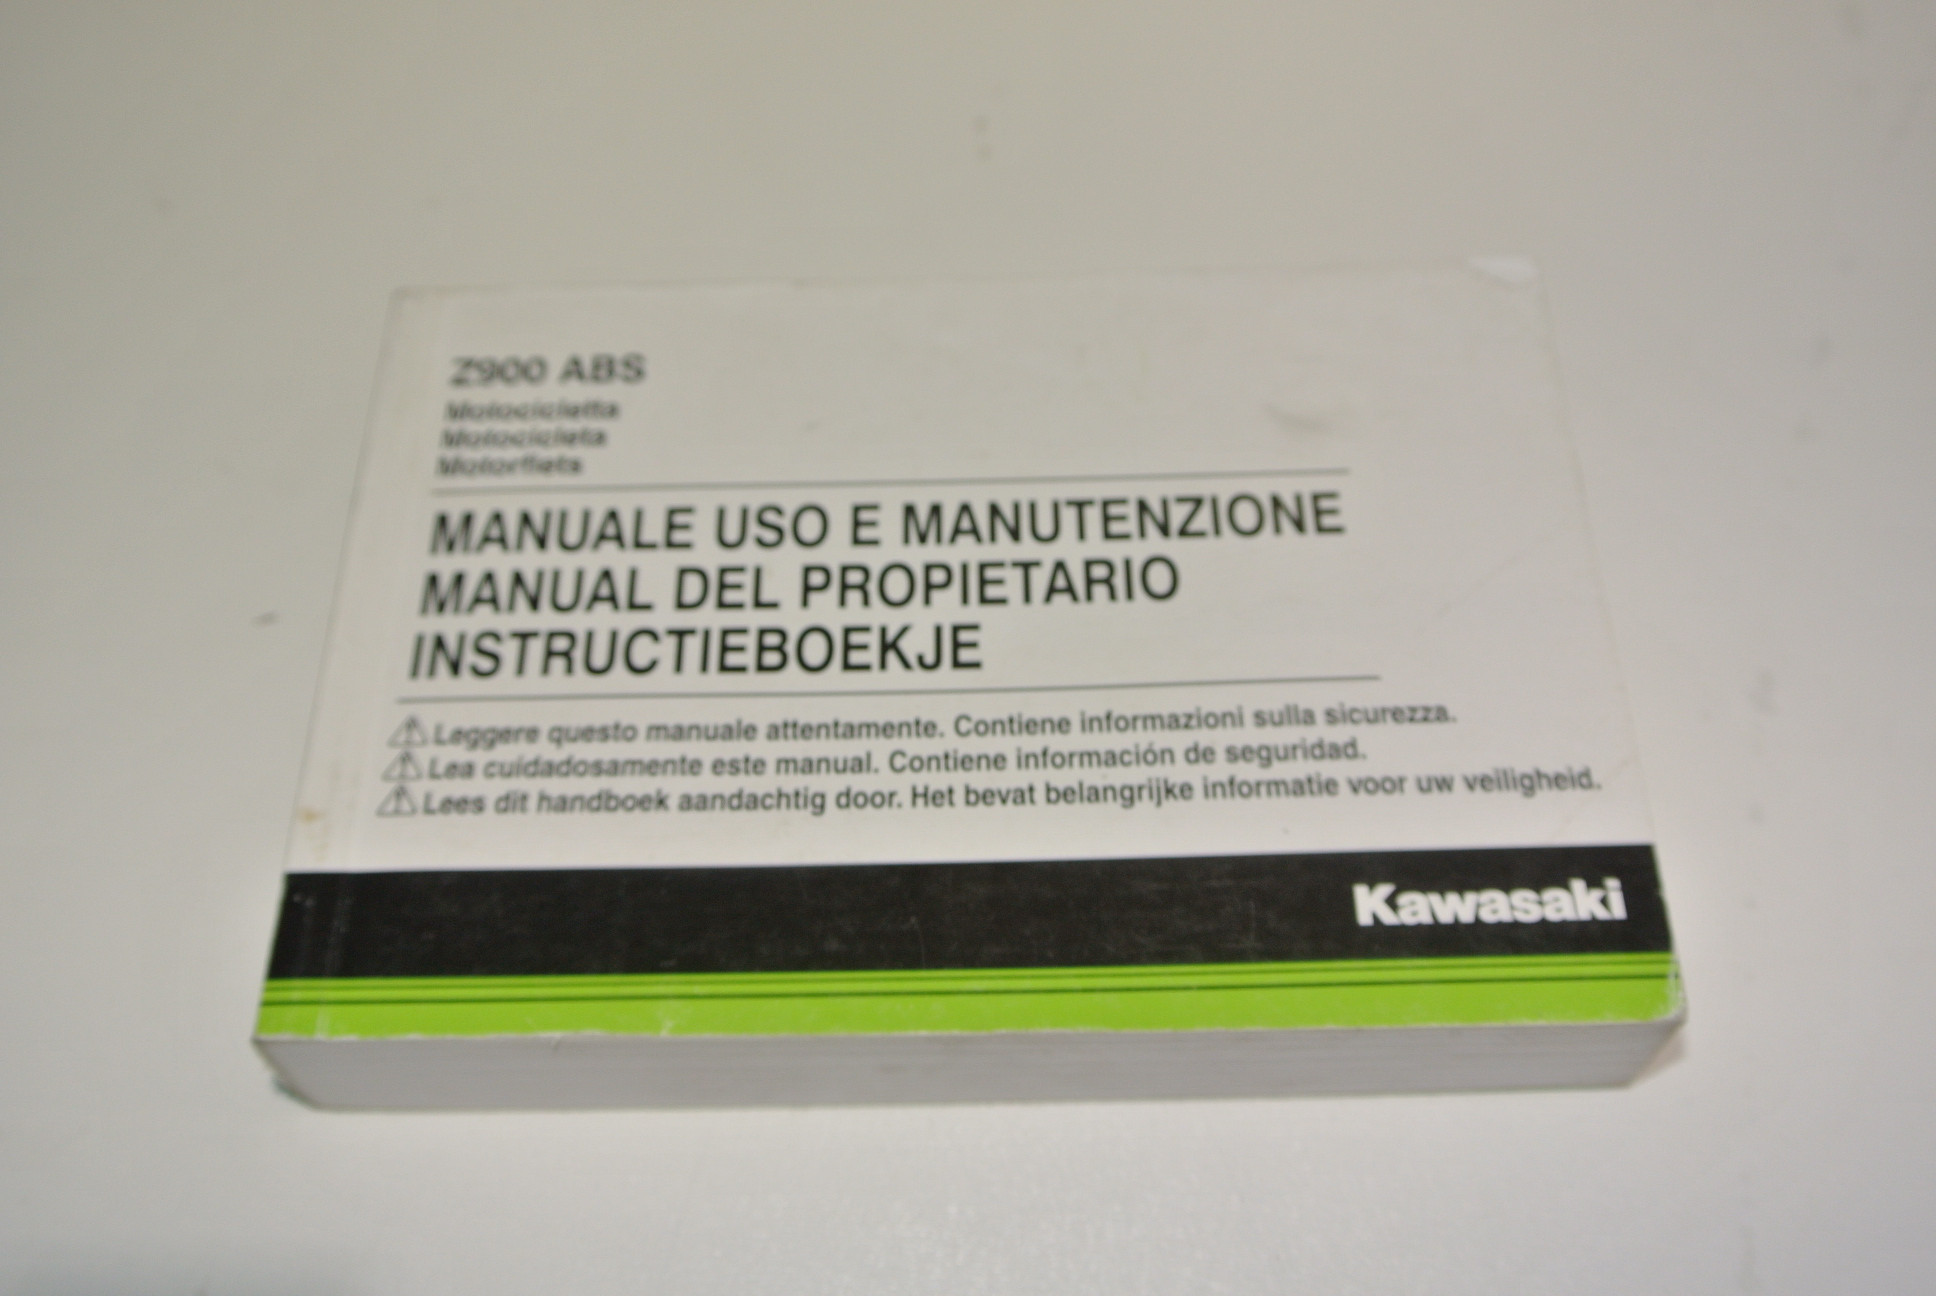 Z900 ABS
Motocicletta
Motocicleta
Motorfiets
MANUALE USO E MANUTENZIONE
MANUAL DEL PROPIETARIO
INSTRUCTIEBOEKJE
Leggere questo manuale attentamente. Contiene informazioni sulla sicurezza.
Lea cuidadosamente este manual. Contiene información de seguridad.
Lees dit handboek aandachtig door. Het bevat belangrijke informatie voor uw veiligheid.
Kawasaki